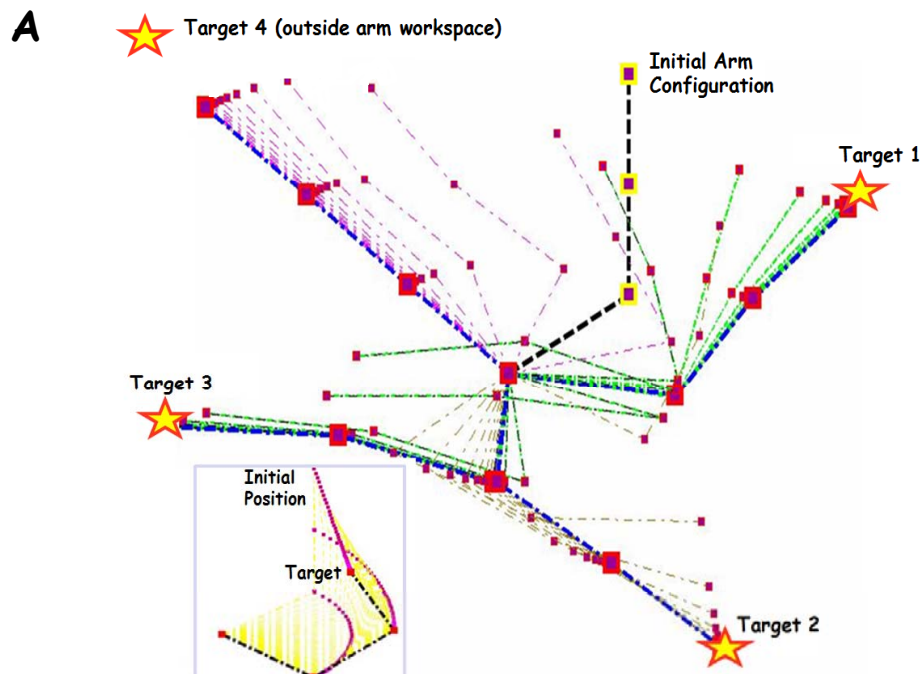 A
Target 4 (outside arm workspace)
Initial Arm
Configuration
Target 1
Target 3
Initial
Position
Target
Target 2